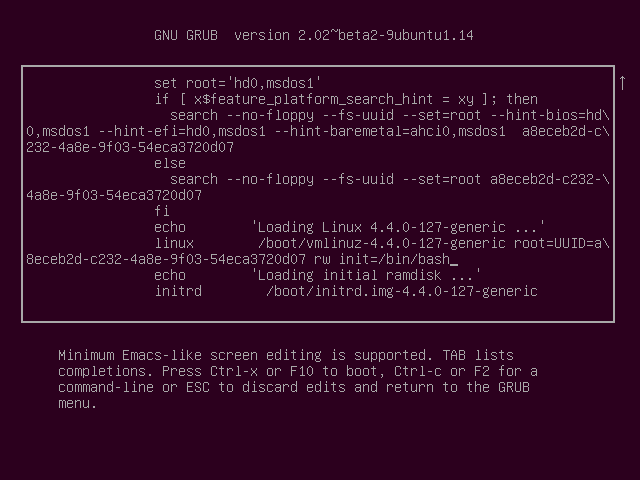 GNU GRUB  version 2.02~beta2-9ubuntu1.14
set root='hd0,msdos1'
if [ x$feature_platform_search_hint = xy ]; then
search --no-floppy --fs-uuid --set=root --hint-bios=hd\
0,msdos1 --hint-efi=hd0,msdos1 --hint-baremetal=ahci0,msdos1  a8eceb2d-c\
232-4a8e-9f03-54eca3720d07
else
search --no-floppy --fs-uuid --set=root a8eceb2d-c232-\
4a8e-9f03-54eca3720d07
fi
echo        'Loading Linux 4.4.0-127-generic ...'
linux        /boot/vmlinuz-4.4.0-127-generic root=UUID=a\
8eceb2d-c232-4a8e-9f03-54eca3720d07 rw init=/bin/bash_
echo        'Loading initial ramdisk ...'
initrd        /boot/initrd.img-4.4.0-127-generic
Minimum Emacs-like screen editing is supported. TAB lists
completions. Press Ctrl-x or F10 to boot, Ctrl-c or F2 for a
command-line or ESC to discard edits and return to the GRUB
menu.